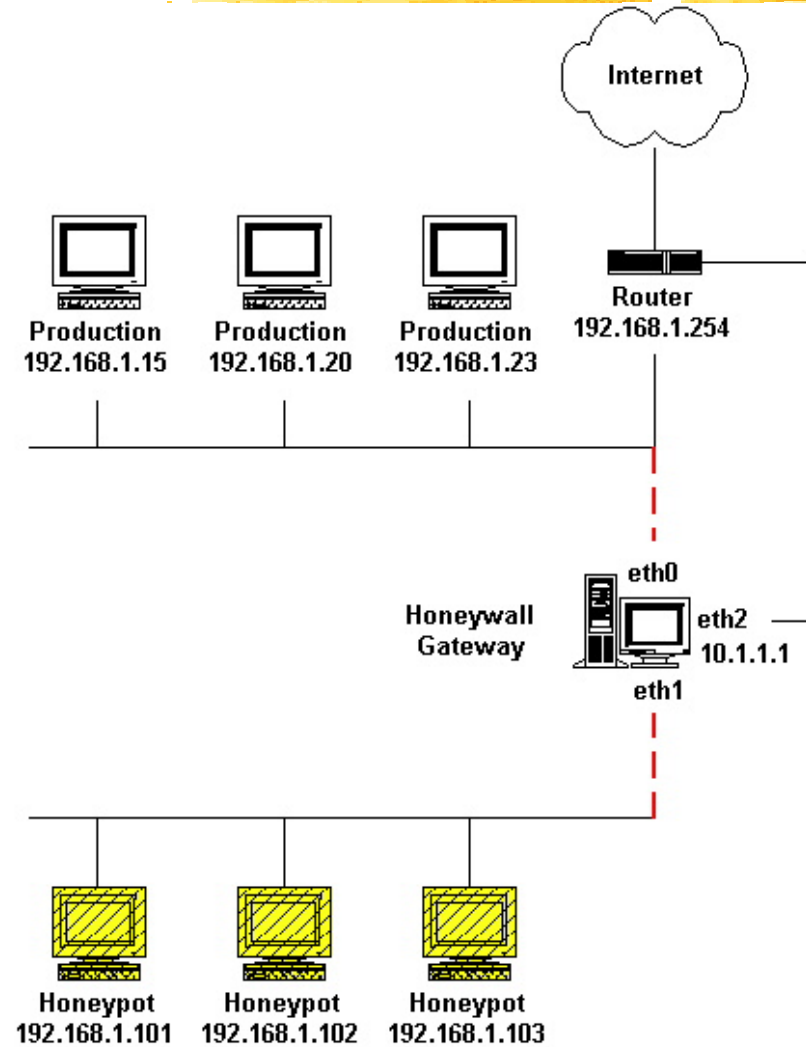 Internet
Router
192.168.1.254
Production
192.168.1.15
Production
192.168.1.20
Production
192.168.1.23
eth0
Honeywall
Gateway
eth2
10.1.1.1
eth1
Honeypot
192.168.1.101
Honeypot
192.168.1.102
Honeypot
192.168.1.103